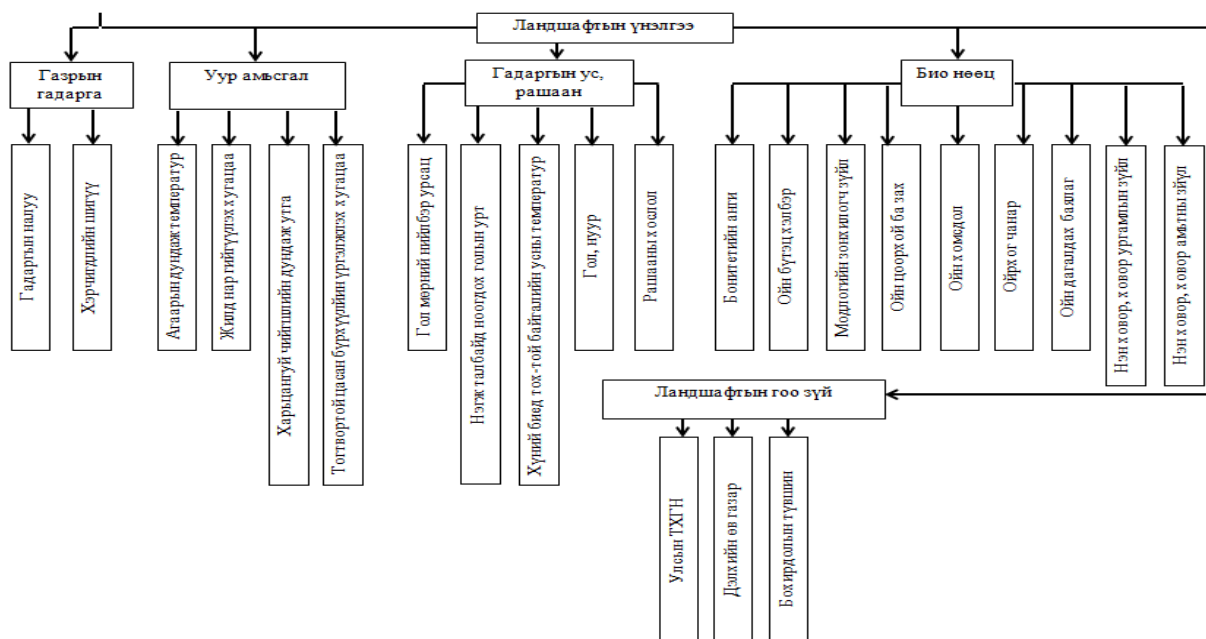 Ландшафтын үнэлгээ
Газрын
гадарга
Уур амьсгал
Гадаргын ус,
рашаан
Био нөөц
Гадаргын налуу
Хэрчигдлийн шигүү
Агаарын дундаж температур
Жилд нар гийгүүлэх хугацаа
Харьцангуй чийгшлийн дундаж утга
Тогтвортой цасан бүрхүүлийн үргэлжлэх хугацаа
Гол мөрний нийлбэр урсац
Нэгж талбайд ноогдох голын урт
Хүний биед тох-той байгалийн усны температур
Гол, нуур
Рашааны нөлөөлөл
Бонитетийн анги
Ойн бүтэц хэлбэр
Модлогийн зонхилогч зүйл
Ойн цоорхой ба зах
Ойн хомсдол
Ойрхог чанар
Ойн дагалдах баялаг
Нэн ховор, ховор ургамлын зүйл
Нэн ховор, ховор амьтны зйүл
Ландшафтын гоо зүй
Улсын ТХГН
Дэлхийн өв газар
Бохирдолын түвшин